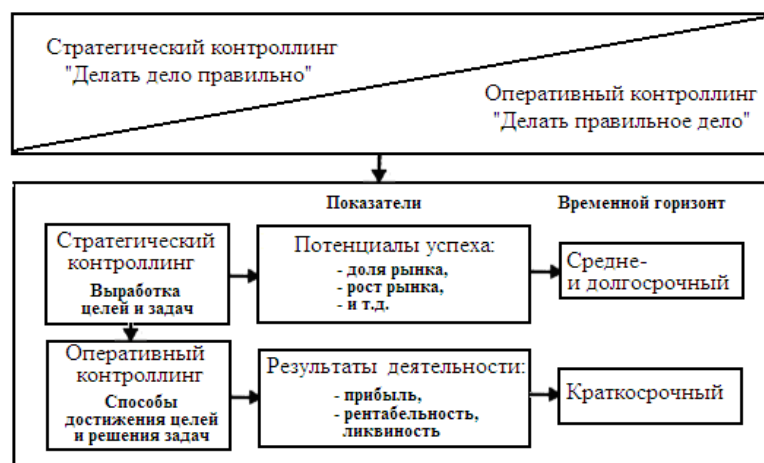 Стратегический контроллинг
"Делать дело правильно"
Оперативный контроллинг
"Делать правильное дело"
Показатели
Временной горизонт
Стратегический
контроллинг
Выработка
целей и задач
Потенциалы успеха:
- доля рынка,
- рост рынка,
- и т.д.
Средне-
и долгосрочный
Оперативный
контроллинг
Способы
достижения целей
и решения задач
Результаты деятельности:
- прибыль,
- рентабельность,
ликвиность
Краткосрочный